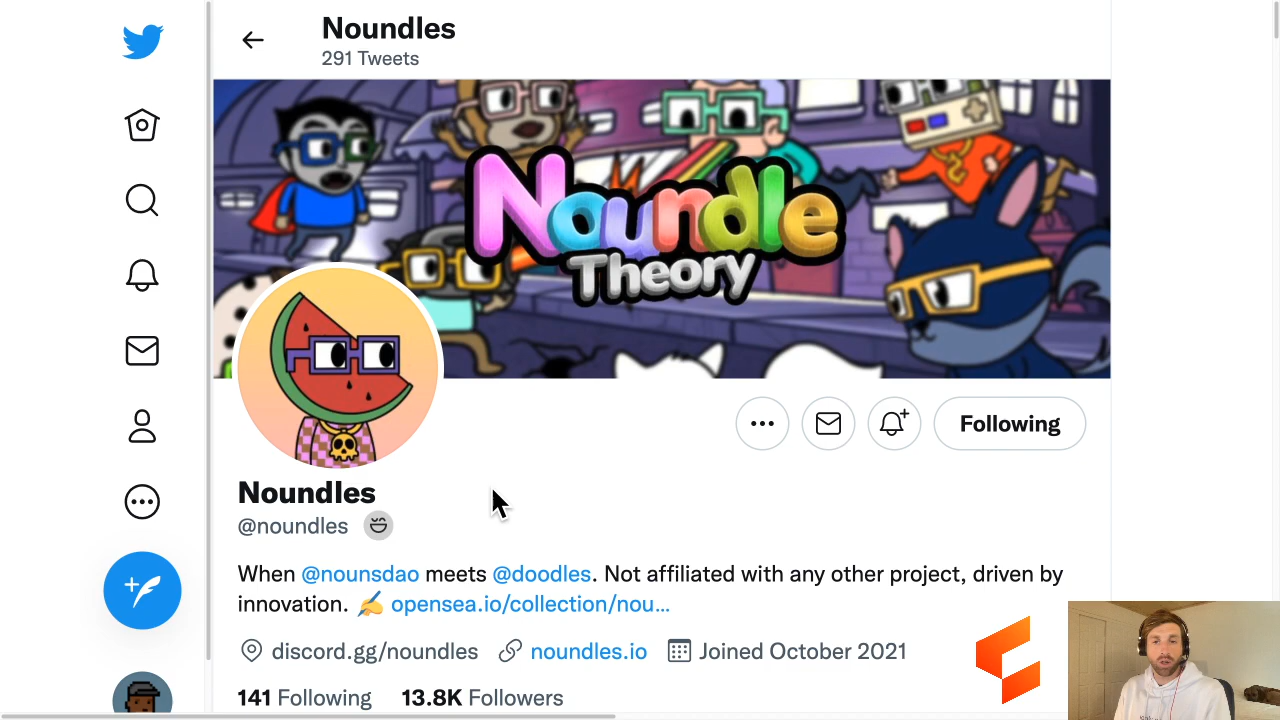 Noundles
291 Tweets
Noundle
Theory
Following
Noundles
@noundles
When @nounsdao meets @doodles. Not affiliated with any other project, driven by
innovation. ✍️ opensea.io/collection/nou...
discord.gg/noundles noundles.io Joined October 2021
141 Following 13.8K Followers